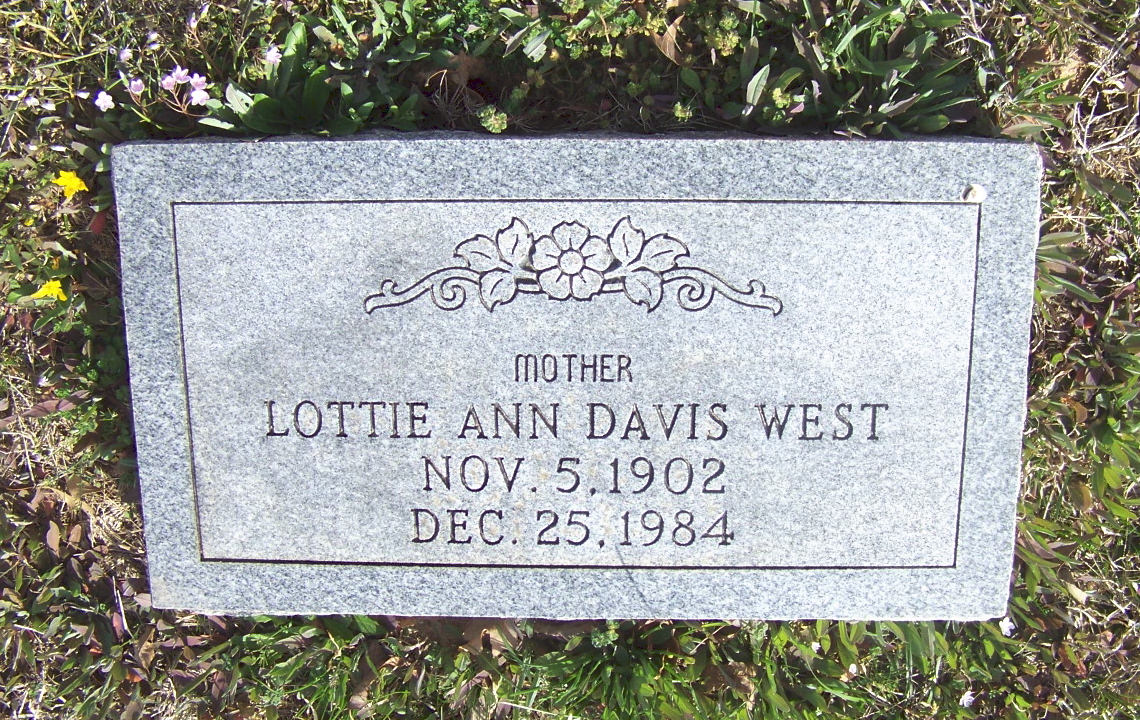 MOTHER
LOTTIE ANN DAVIS WEST
NOV. 5, 1902
DEC. 25, 1984